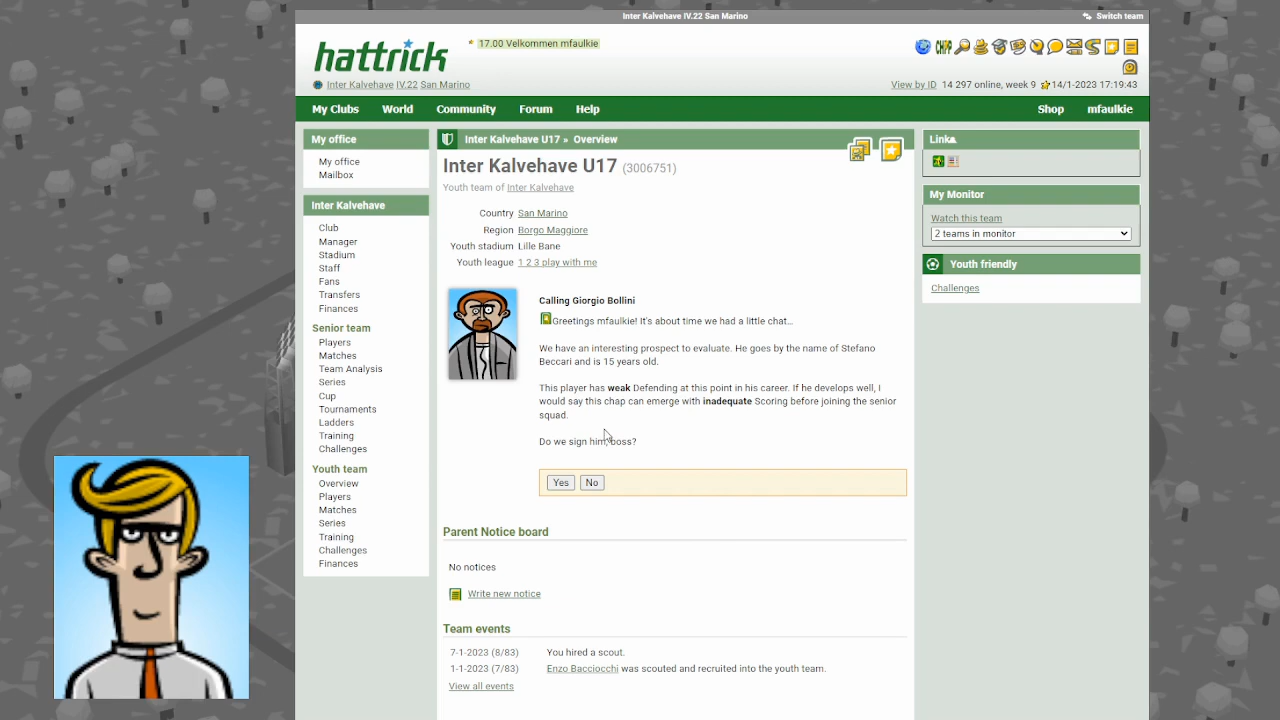 Inter Kalvehave IV.22 San Marino
Switch team
hattrick
17.00 Velkommen mfaulkie
Inter Kalvehave IV.22 San Marino
CHPP
View by ID 14 297 online, week 9 14/1-2023 17:19:43
My Clubs World Community Forum Help Shop mfaulkie
My office
My office
Mailbox
Inter Kalvehave
Club
Manager
Stadium
Staff
Fans
Transfers
Finances
Senior team
Players
Matches
Team Analysis
Series
Cup
Tournaments
Ladders
Training
Challenges
Youth team
Overview
Players
Matches
Series
Training
Challenges
Finances
Inter Kalvehave U17 » Overview
Inter Kalvehave U17 (3006751)
Youth team of Inter Kalvehave
Country San Marino
Region Borgo Maggiore
Youth stadium Lille Bane
Youth league 1 2 3 play with me
Calling Giorgio Bollini
Greetings mfaulkie! It's about time we had a little chat...
We have an interesting prospect to evaluate. He goes by the name of Stefano
Beccari and is 15 years old.
This player has weak Defending at this point in his career. If he develops well, I
would say this chap can emerge with inadequate Scoring before joining the senior
squad.
Do we sign him, boss?
Yes No
Parent Notice board
No notices
Write new notice
Team events
7-1-2023 (8/83) You hired a scout.
1-1-2023 (7/83) Enzo Bacciocchi was scouted and recruited into the youth team.
View all events
Links
My Monitor
Watch this team
2 teams in monitor
Youth friendly
Challenges